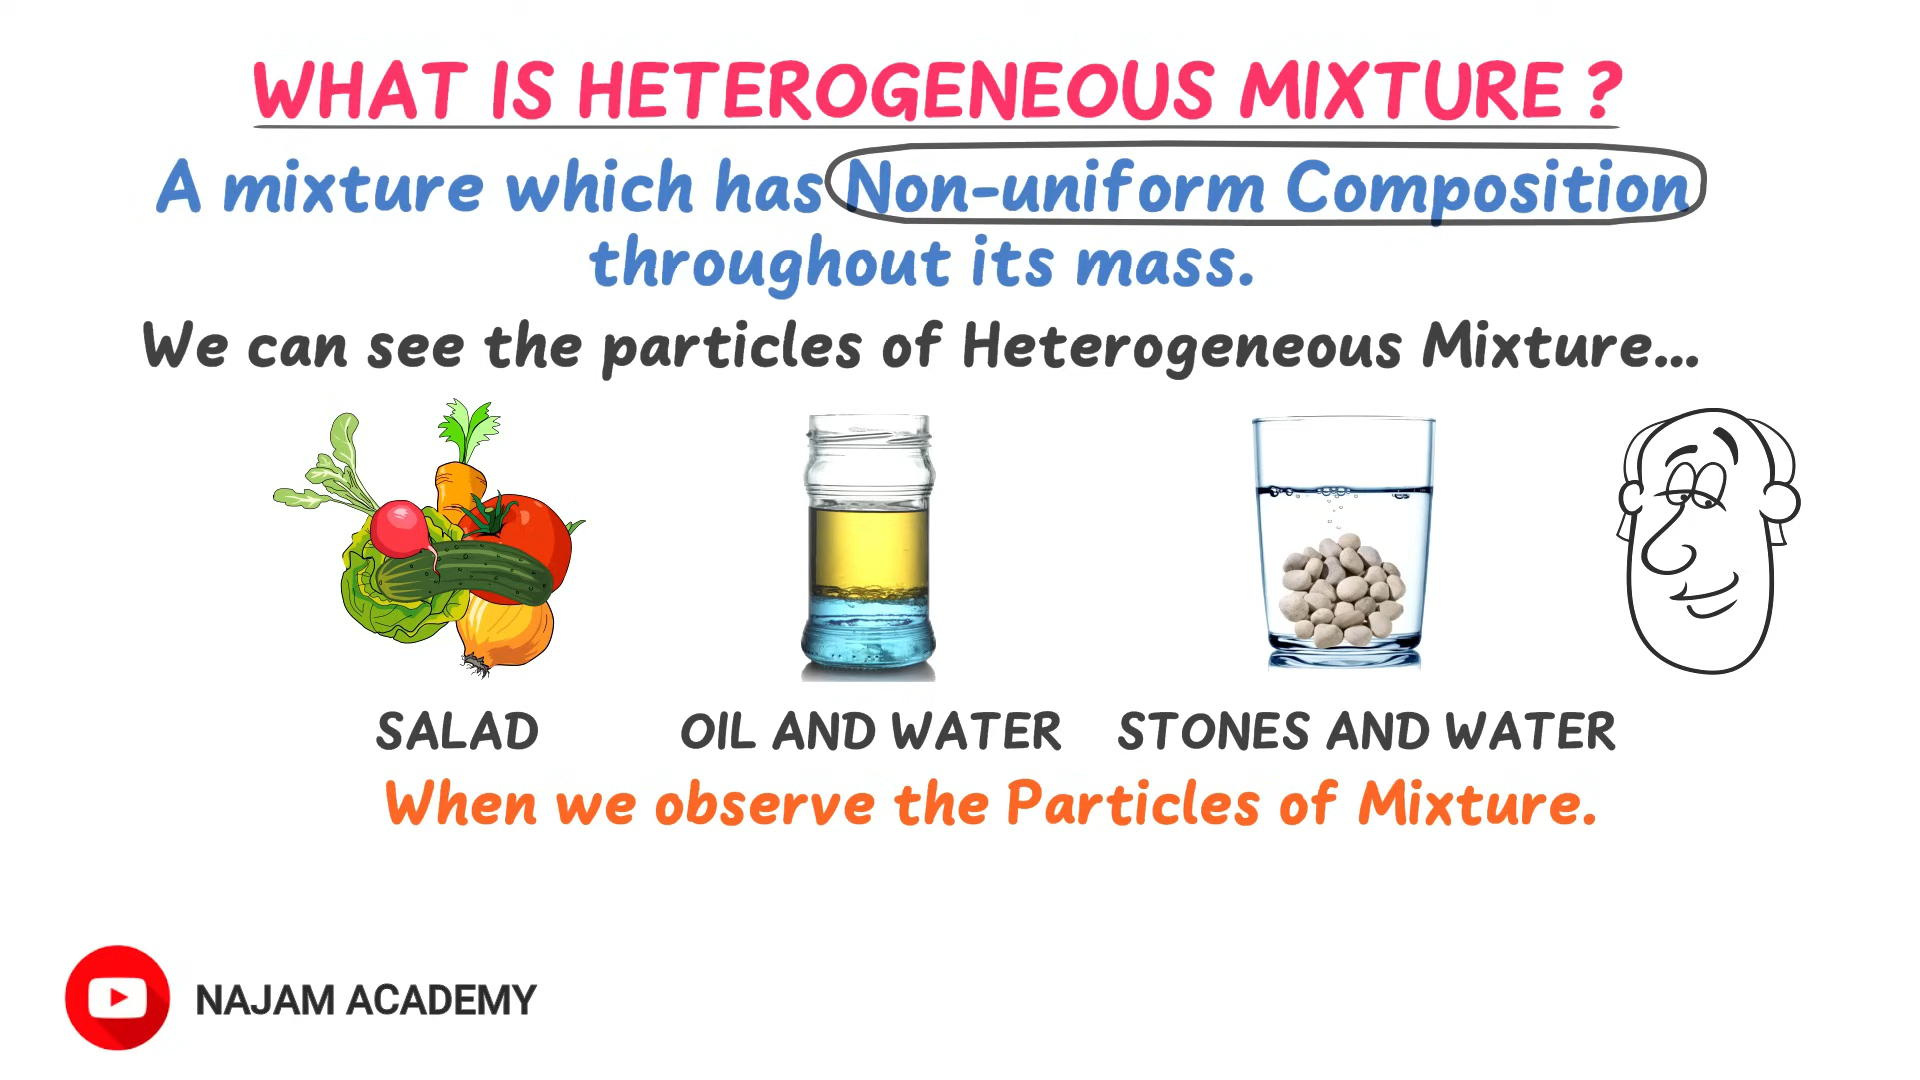 WHAT IS HETEROGENEOUS MIXTURE ?
A mixture which has Non-uniform Composition
throughout its mass.
We can see the particles of Heterogeneous Mixture...
SALAD
OIL AND WATER
STONES AND WATER
When we observe the Particles of Mixture.
NAJAM ACADEMY